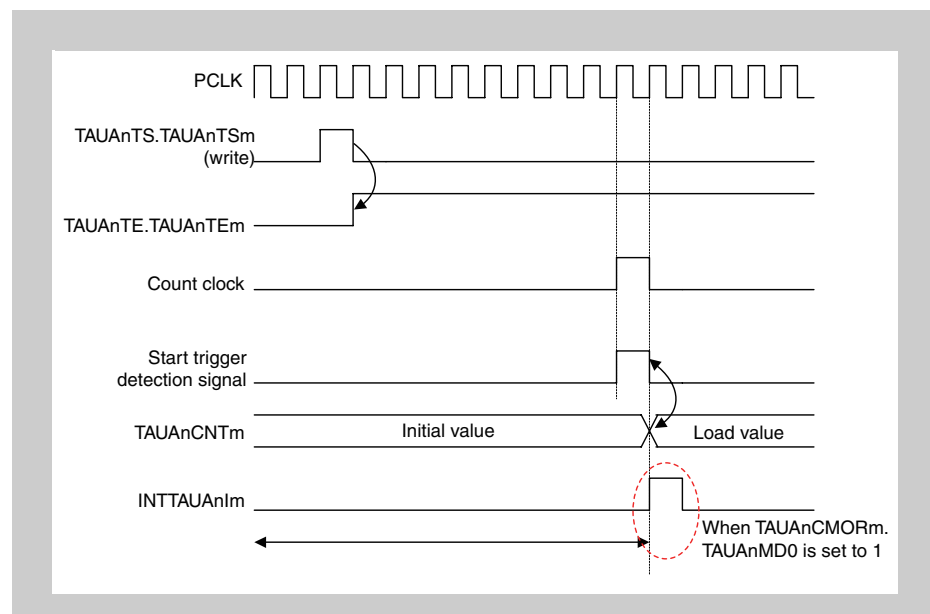 PCLK
TAUAnTS.TAUAnTSm
(write)
TAUAnTE.TAUAnTEm
Count clock
Start trigger
detection signal
TAUAnCNTm
Initial value
Load value
INTTAUAnIm
When TAUAnCMORm.
TAUAnMD0 is set to 1